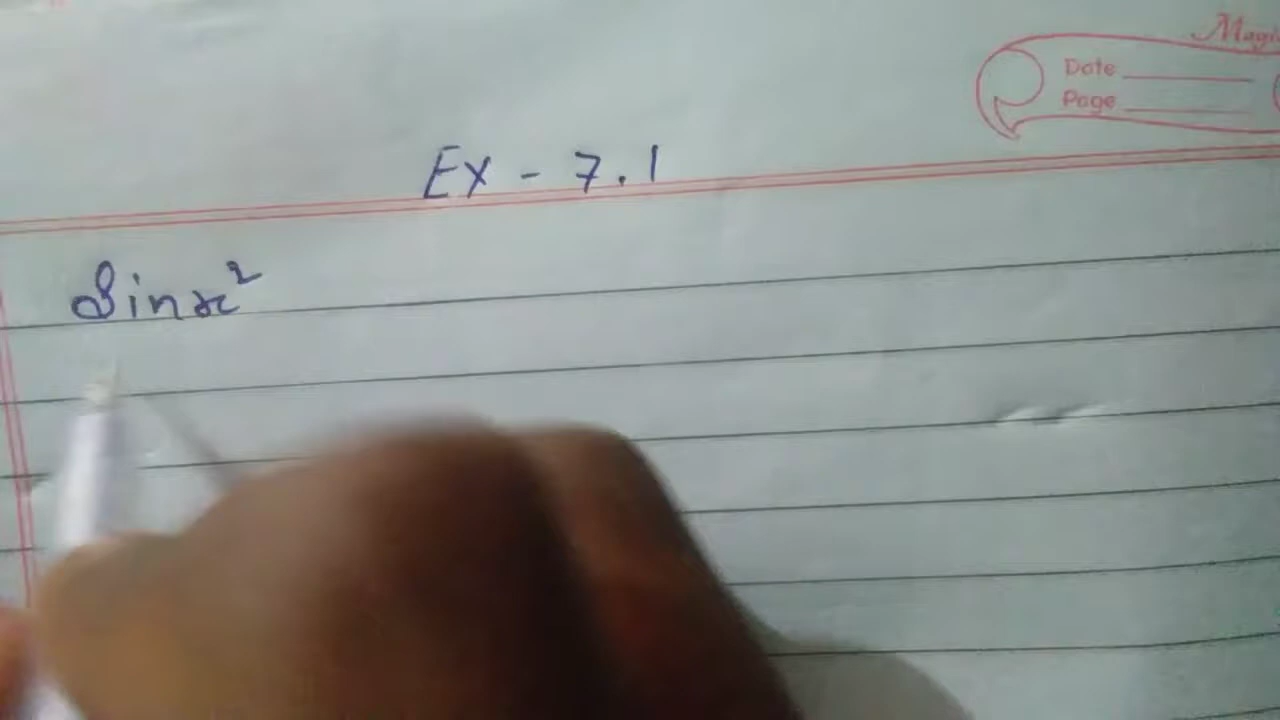 Date
Page
Ex - 7.1
Sinx²